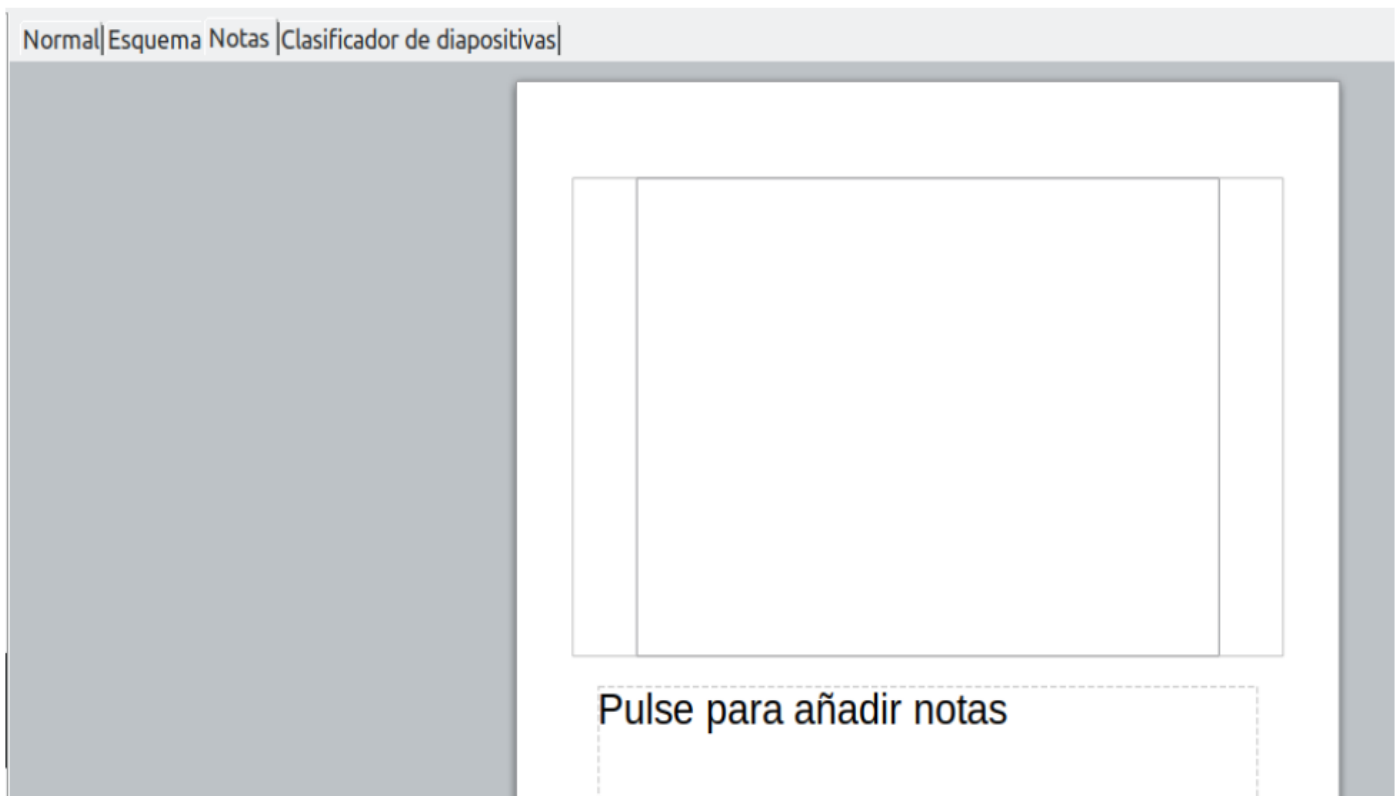 Normal Esquema Notas Clasificador de diapositivas
Pulse para añadir notas